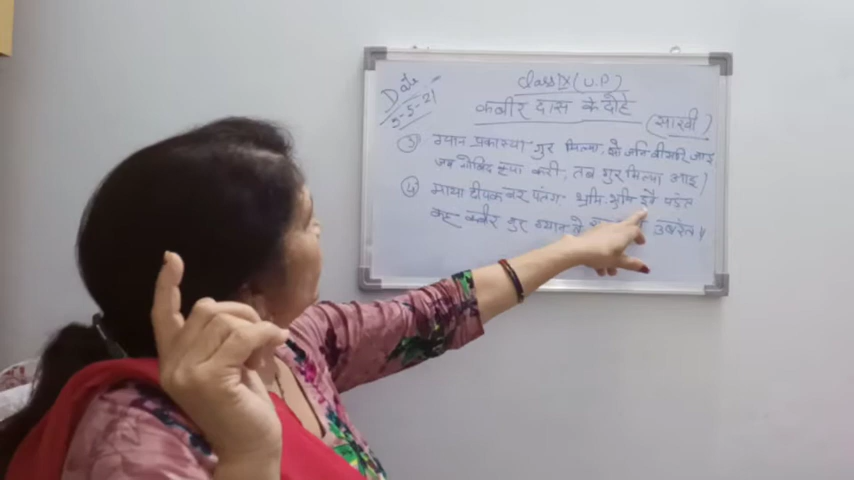 Date
5-5-21
Class IX (U.P)
कबीर दास के दोहे
(साखी)
③ ग्यान प्रकास्या गुर मिल्या, सो जनि बीसरि जाइ
जब गोबिंद कृपा करी, तब गुर मिल्या आइ।
④ माया दीपक नर पतंग भ्रमि भ्रमि इवैं पडंत
कहै कबीर गुर ग्यान थैं उबरंत॥